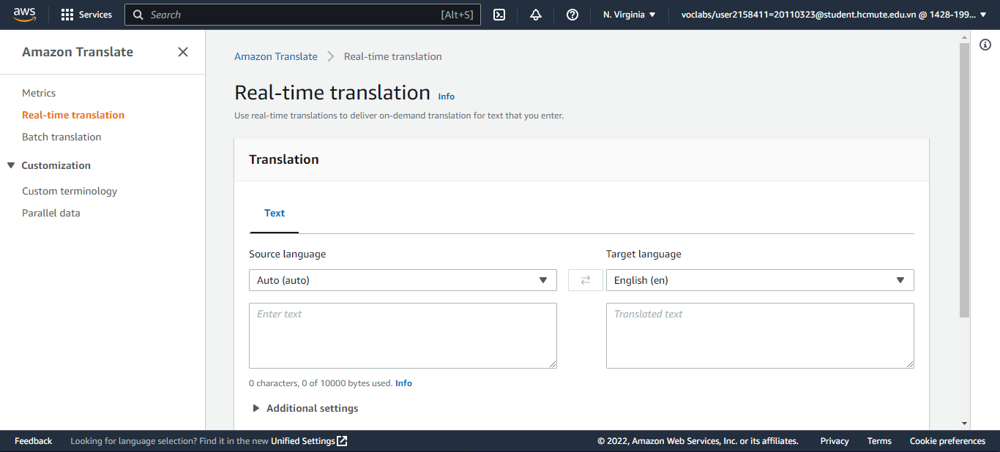 aws Services Search [Alt+S] N. Virginia voclabs/user2158411=20110323@student.hcmute.edu.vn @ 1428-199...
Amazon Translate
Metrics
Real-time translation
Batch translation
Customization
Custom terminology
Parallel data
Amazon Translate Real-time translation
Real-time translation Info
Use real-time translations to deliver on-demand translation for text that you enter.
Translation
Text
Source language Target language
Auto (auto) English (en)
Enter text Translated text
0 characters, 0 of 10000 bytes used. Info
Additional settings
Feedback Looking for language selection? Find it in the new Unified Settings © 2022, Amazon Web Services, Inc. or its affiliates. Privacy Terms Cookie preferences